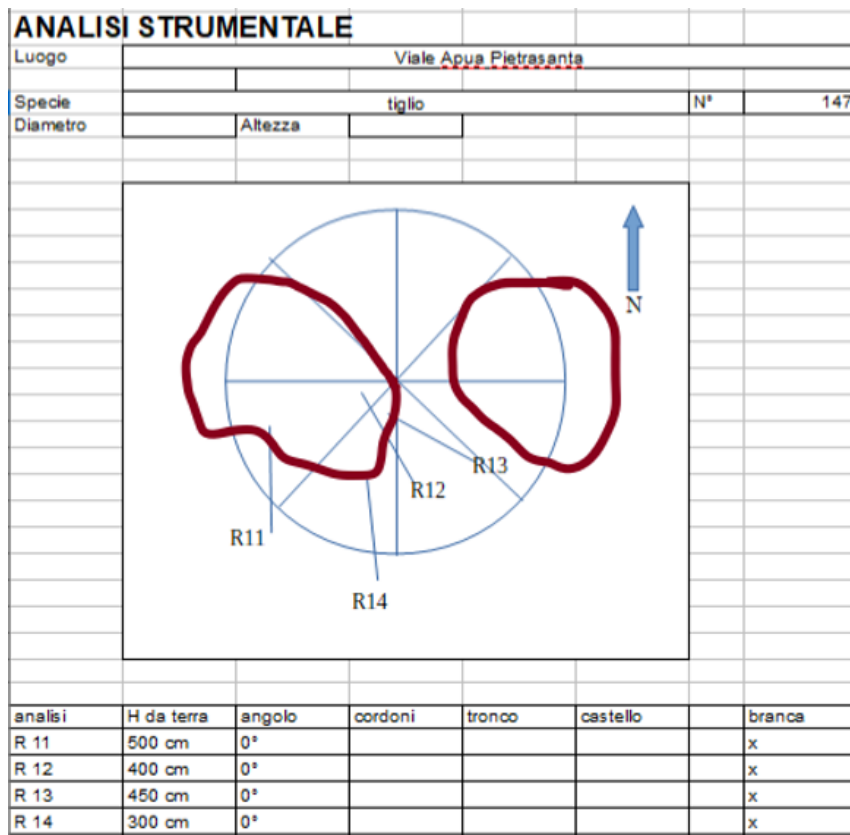 ANALISI STRUMENTALE
Luogo Viale Apua Pietrasanta
Specie tiglio N° 147
Diametro Altezza
N
R13
R12
R11
R14
analisi H da terra angolo cordoni tronco castello branca
R 11 500 cm 0° x
R 12 400 cm 0° x
R 13 450 cm 0° x
R 14 300 cm 0° x